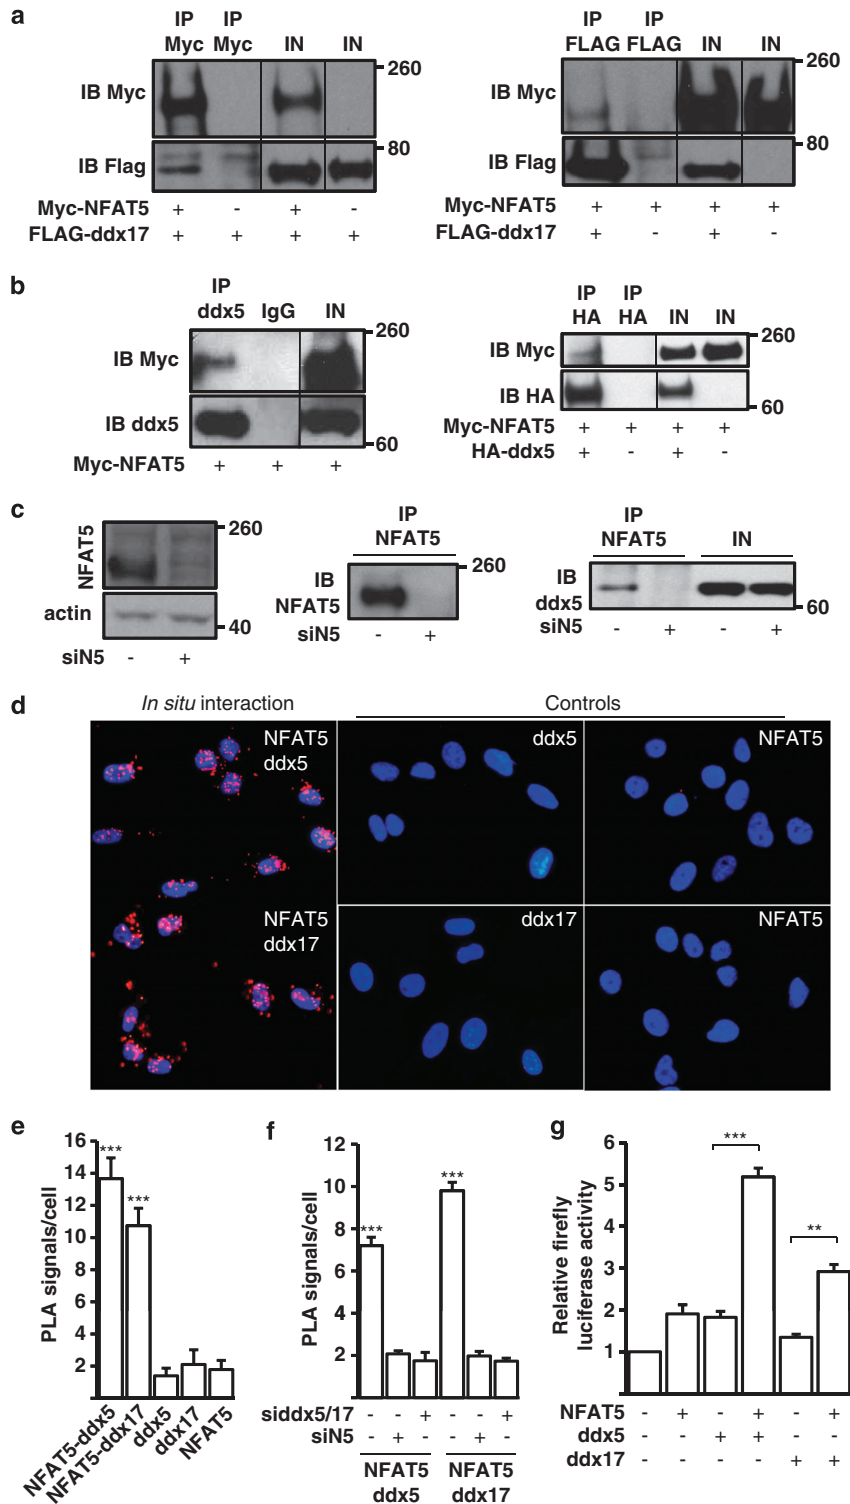 a
IP IP
Myc Myc IN IN
260
IB Myc
80
IB Flag
Myc-NFAT5 + - + -
FLAG-ddx17 + + + +
IP IP
FLAG FLAG IN IN
260
IB Myc
80
IB Flag
Myc-NFAT5 + + + +
FLAG-ddx17 + - + -
b
IP
ddx5 IgG IN
260
IB Myc
IB ddx5
60
Myc-NFAT5 + + +
IP IP
HA HA IN IN
260
IB Myc
IB HA
60
Myc-NFAT5 + + + +
HA-ddx5 + - + -
c
260
NFAT5
actin
40
siN5 - +
IP
NFAT5
260
IB
NFAT5
siN5 - +
IP
NFAT5 IN
IB
ddx5
60
siN5 - + - +
d
In situ interaction Controls
NFAT5
ddx5
ddx5
NFAT5
NFAT5
ddx17
ddx17
NFAT5
e
PLA signals/cell
16
14
12
10
8
6
4
2
***
***
NFAT5-ddx5
NFAT5-ddx17
ddx5
ddx17
NFAT5
f
PLA signals/cell
12
10
8
6
4
2
***
***
siddx5/17 - - + - - +
siN5 - + - - + -
NFAT5 NFAT5
ddx5 ddx17
g
Relative firefly
luciferase activity
6
5
4
3
2
1
***
**
NFAT5 - + - + - +
ddx5 - - + + - -
ddx17 - - - - + +